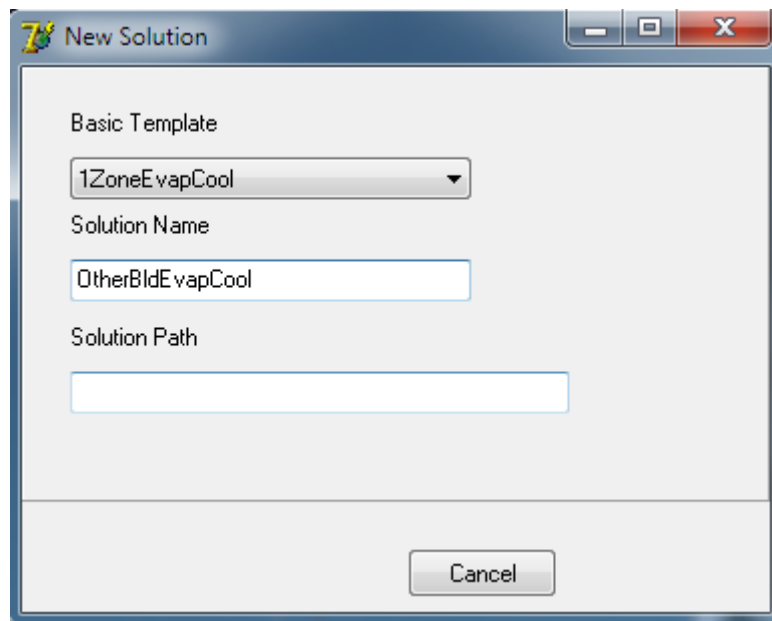 New Solution
Basic Template
1ZoneEvapCool
Solution Name
OtherBldEvapCool
Solution Path
Cancel